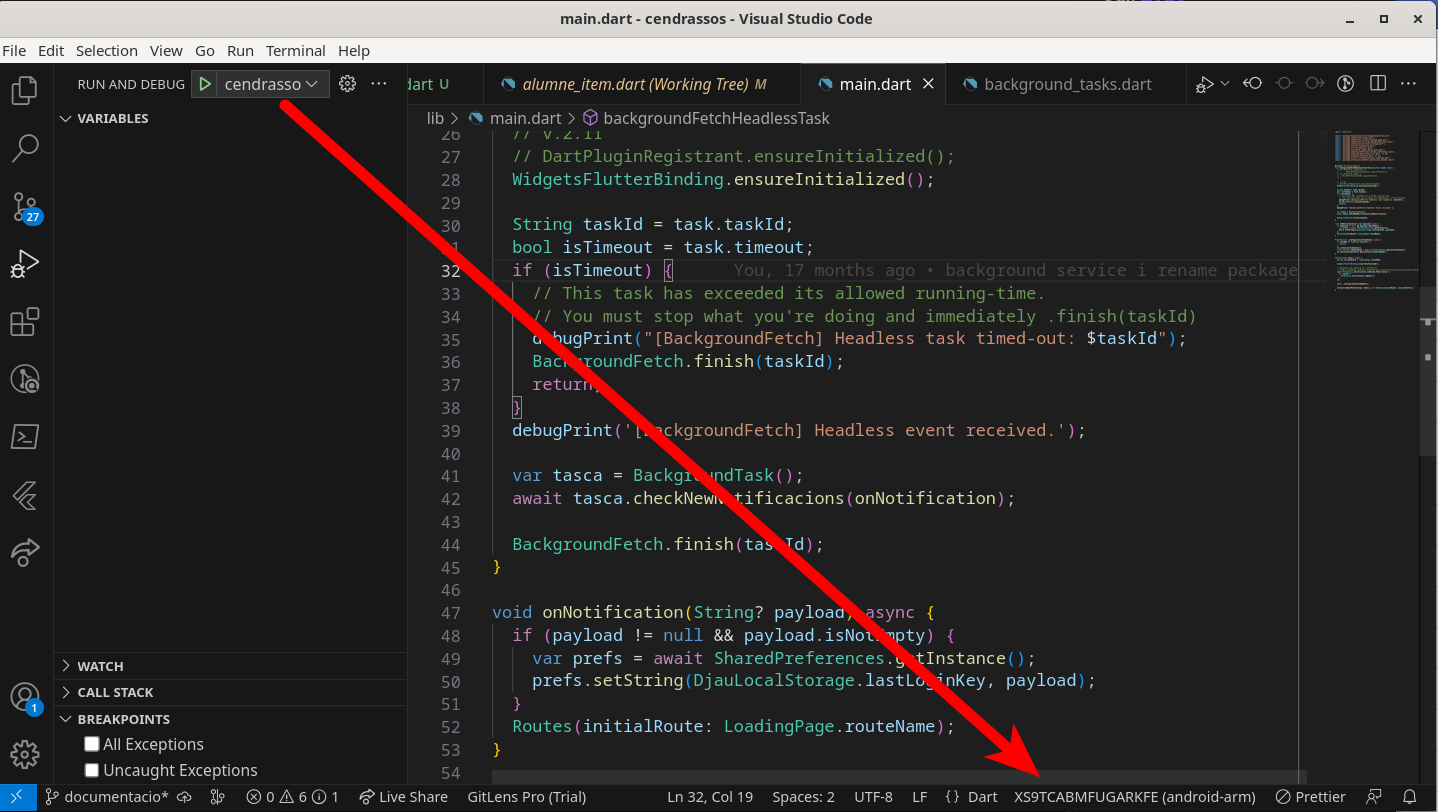 main.dart - cendrassos - Visual Studio Code
File Edit Selection View Go Run Terminal Help
RUN AND DEBUG cendrasso
dart U alumne_item.dart (Working Tree) M main.dart background_tasks.dart
lib > main.dart > backgroundFetchHeadlessTask
VARIABLES
26 // v.2.11
27 // DartPluginRegistrant.ensureInitialized();
28 WidgetsFlutterBinding.ensureInitialized();
29
30 String taskId = task.taskId;
31 bool isTimeout = task.timeout;
32 if (isTimeout) { You, 17 months ago • background service i rename package
33 // This task has exceeded its allowed running-time.
34 // You must stop what you're doing and immediately .finish(taskId)
35 debugPrint("[BackgroundFetch] Headless task timed-out: $taskId");
36 BackgroundFetch.finish(taskId);
37 return;
38 }
39 debugPrint('[BackgroundFetch] Headless event received.');
40
41 var tasca = BackgroundTask();
42 await tasca.checkNewNotificacions(onNotification);
43
44 BackgroundFetch.finish(taskId);
45 }
46
47 void onNotification(String? payload) async {
48 if (payload != null && payload.isNotEmpty) {
49 var prefs = await SharedPreferences.getInstance();
50 prefs.setString(DjauLocalStorage.lastLoginKey, payload);
51 }
52 Routes(initialRoute: LoadingPage.routeName);
53 }
54
27
1
WATCH
CALL STACK
BREAKPOINTS
All Exceptions
Uncaught Exceptions
documentacio* 0 6 1 Live Share GitLens Pro (Trial) Ln 32, Col 19 Spaces: 2 UTF-8 LF {} Dart XS9TCABMFUGARKFE (android-arm) Prettier